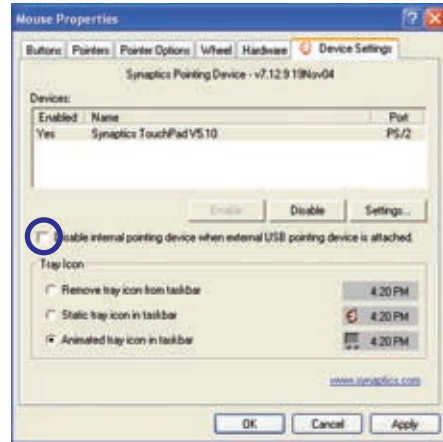 Mouse Properties
Buttons Pointers Pointer Options Wheel Hardware Device Settings
Synaptics Pointing Device - v7.12.9 19Nov04
Devices:
Enabled Name Port
Yes Synaptics TouchPad V5.10 PS/2
Enable Disable Settings...
Disable internal pointing device when external USB pointing device is attached.
Tray Icon
Remove tray icon from taskbar 4:20 PM
Static tray icon in taskbar 4:20 PM
Animated tray icon in taskbar 4:20 PM
www.synaptics.com
OK Cancel Apply